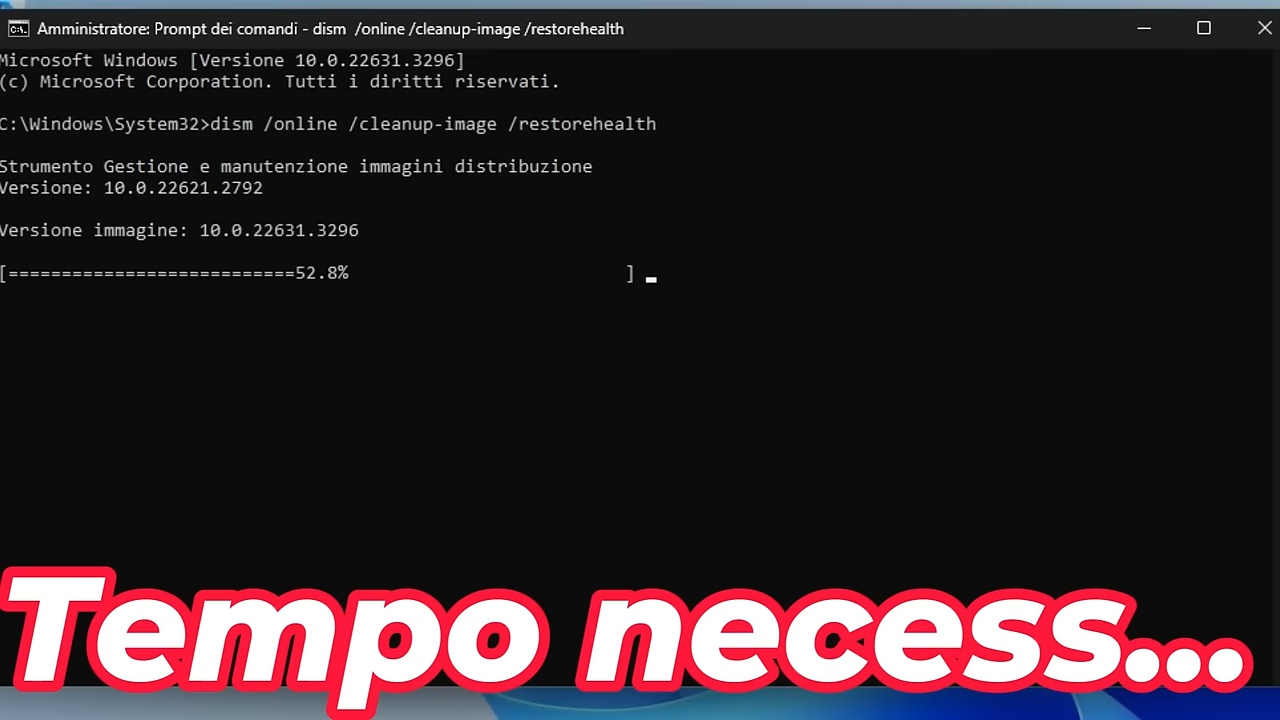 Amministratore: Prompt dei comandi - dism  /online /cleanup-image /restorehealth
Microsoft Windows [Versione 10.0.22631.3296]
(c) Microsoft Corporation. Tutti i diritti riservati.
C:\Windows\System32>dism /online /cleanup-image /restorehealth
Strumento Gestione e manutenzione immagini distribuzione
Versione: 10.0.22621.2792
Versione immagine: 10.0.22631.3296
[===========================52.8%                          ]
Tempo necess...